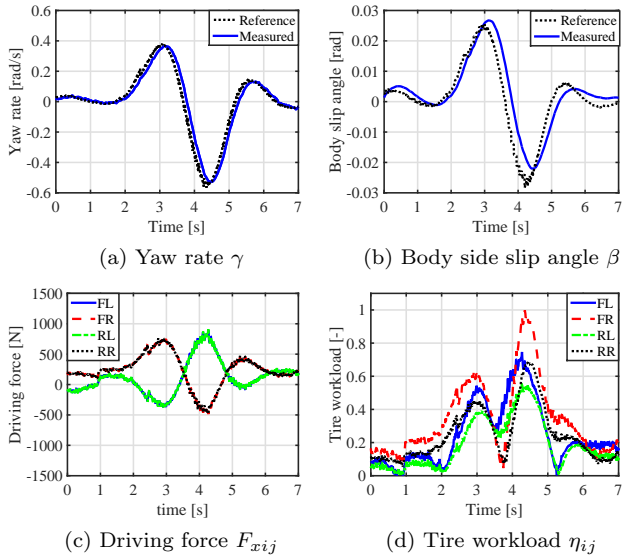 Reference
Measured
0.6
0.4
0.2
0
-0.2
-0.4
-0.6
Yaw rate [rad/s]
0 1 2 3 4 5 6 7
Time [s]
(a) Yaw rate γ
Reference
Measured
0.03
0.02
0.01
0
-0.01
-0.02
-0.03
Body slip angle [rad]
0 1 2 3 4 5 6 7
Time [s]
(b) Body side slip angle β
FL
FR
RL
RR
1500
1000
500
0
-500
-1000
-1500
Driving force [N]
0 1 2 3 4 5 6 7
time [s]
(c) Driving force F_{xij}
FL
FR
RL
RR
1
0.8
0.6
0.4
0.2
0
Tire workload [-]
0 1 2 3 4 5 6 7
Time [s]
(d) Tire workload η_{ij}